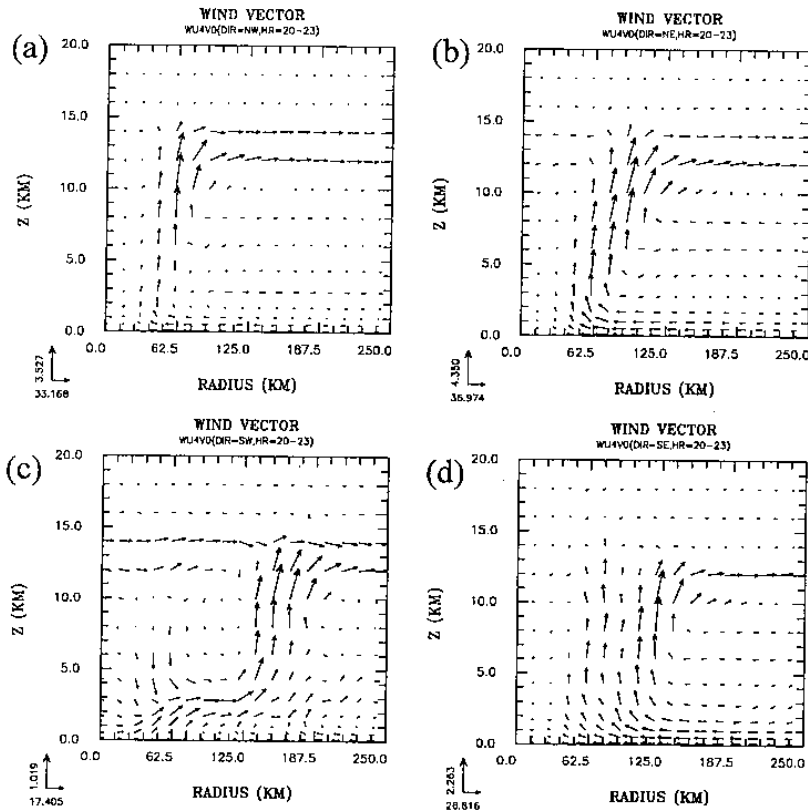 (a)
WIND VECTOR
WU4V0(DIR=NW,HR=20-23)
20.0
15.0
10.0
5.0
0.0
Z (KM)
0.0 62.5 125.0 187.5 250.0
RADIUS (KM)
3.527
33.168
(b)
WIND VECTOR
WU4V0(DIR=NE,HR=20-23)
20.0
15.0
10.0
5.0
0.0
Z (KM)
0.0 62.5 125.0 187.5 250.0
RADIUS (KM)
4.350
36.974
(c)
WIND VECTOR
WU4V0(DIR=SW,HR=20-23)
20.0
15.0
10.0
5.0
0.0
Z (KM)
0.0 62.5 125.0 187.5 250.0
RADIUS (KM)
1.019
17.405
(d)
WIND VECTOR
WU4V0(DIR=SE,HR=20-23)
20.0
15.0
10.0
5.0
0.0
Z (KM)
0.0 62.5 125.0 187.5 250.0
RADIUS (KM)
2.263
28.816